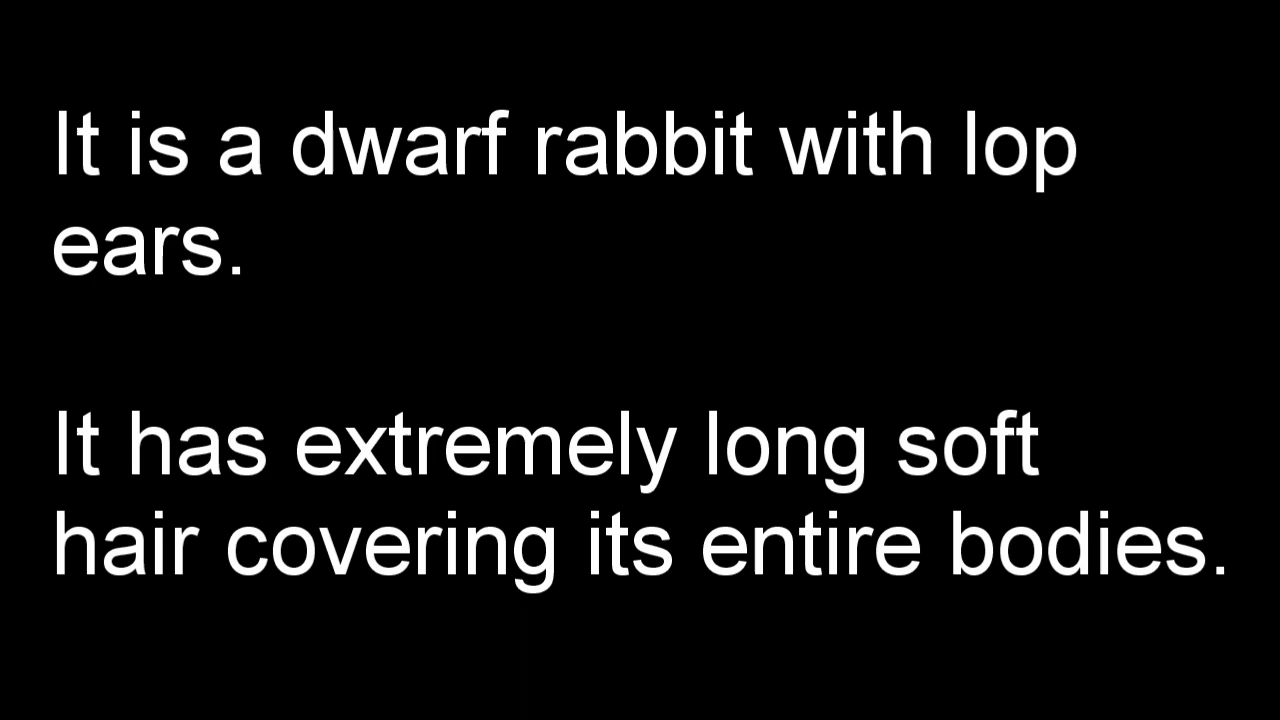 It is a dwarf rabbit with lop
ears.
It has extremely long soft
hair covering its entire bodies.